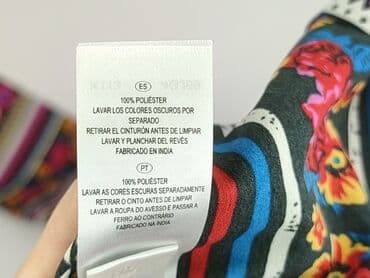 ES
100% POLIÉSTER
LAVAR LOS COLORES OSCUROS POR
SEPARADO
RETIRAR EL CINTURÓN ANTES DE LIMPIAR
LAVAR Y PLANCHAR DEL REVÉS
FABRICADO EN INDIA
PT
100% POLIÉSTER
LAVAR AS CORES ESCURAS SEPARADAMENTE
RETIRAR O CINTO ANTES DE LIMPAR
LAVAR A ROUPA DO AVESSO E PASSAR A
FERRO AO CONTRÁRIO
FABRICADO NA ÍNDIA